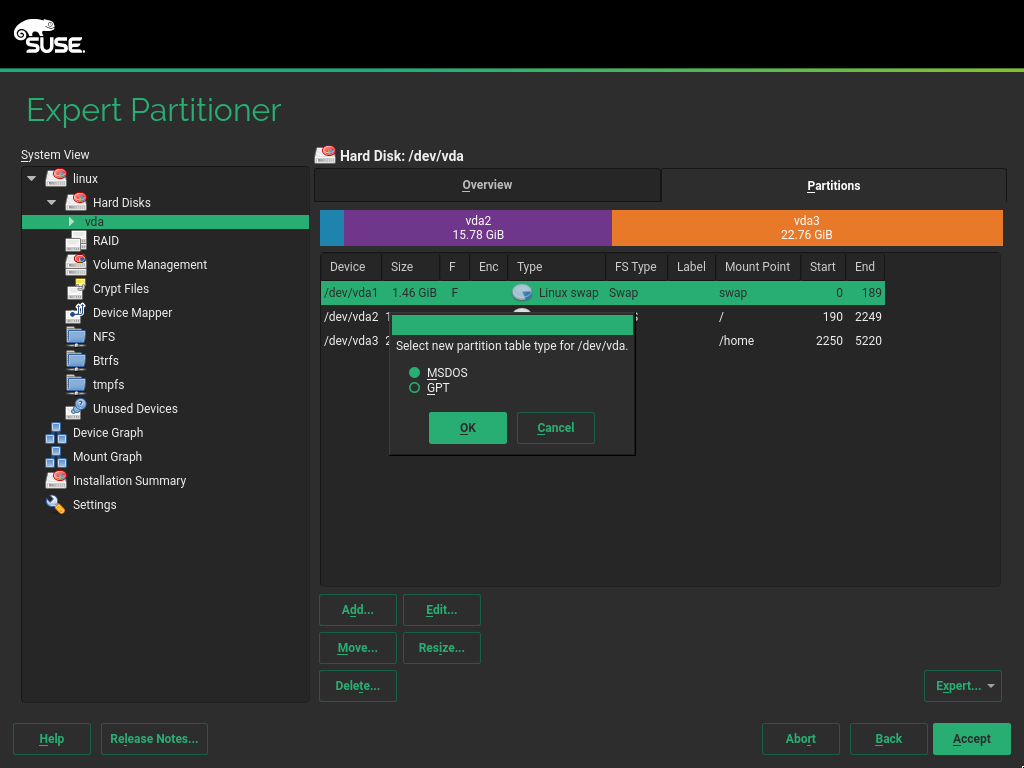 SUSE
Expert Partitioner
System View
linux
Hard Disks
vda
RAID
Volume Management
Crypt Files
Device Mapper
NFS
Btrfs
tmpfs
Unused Devices
Device Graph
Mount Graph
Installation Summary
Settings
Hard Disk: /dev/vda
Overview Partitions
vda2 vda3
15.78 GiB 22.76 GiB
Device Size F Enc Type FS Type Label Mount Point Start End
/dev/vda1 1.46 GiB F Linux swap Swap swap 0 189
/dev/vda2 / 190 2249
/dev/vda3 /home 2250 5220
Select new partition table type for /dev/vda.
MSDOS
GPT
OK Cancel
Add... Edit...
Move... Resize...
Delete... Expert...
Help Release Notes... Abort Back Accept